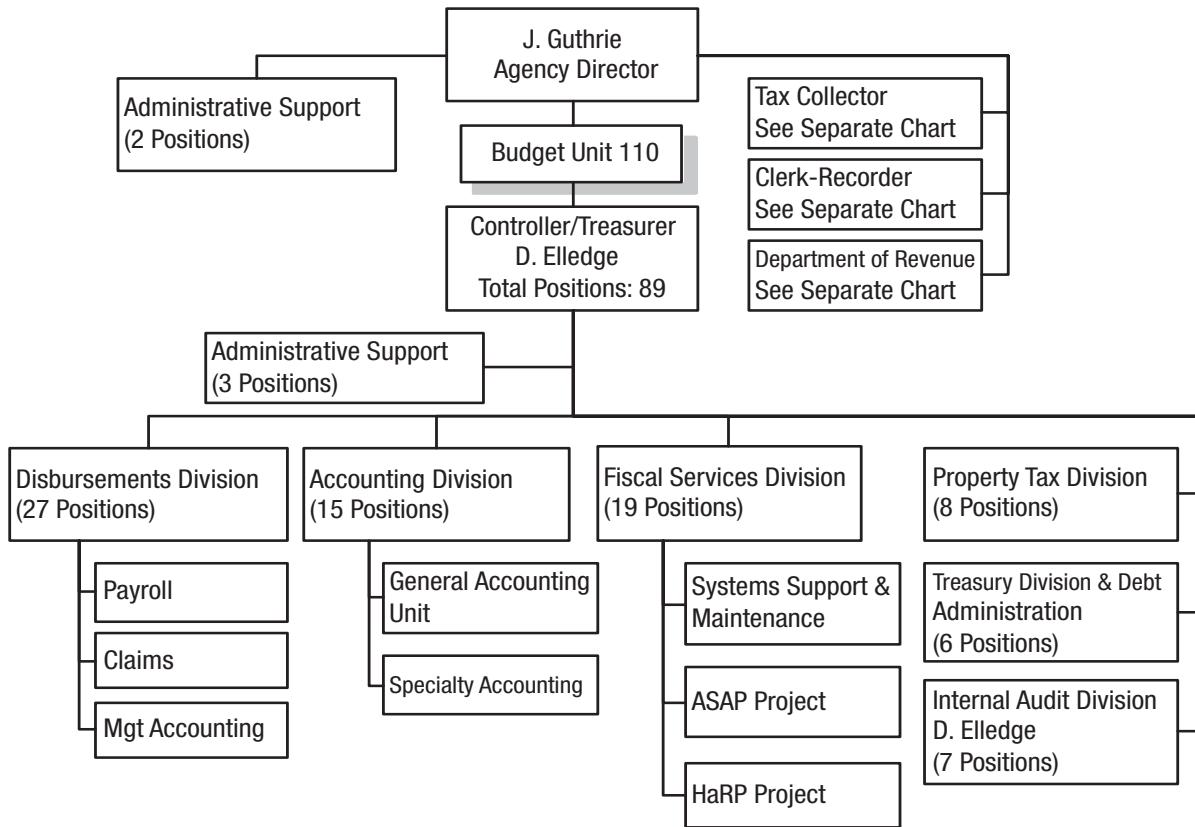 J. Guthrie
Agency Director
Administrative Support
(2 Positions)
Tax Collector
See Separate Chart
Budget Unit 110
Clerk-Recorder
See Separate Chart
Controller/Treasurer
D. Elledge
Total Positions: 89
Department of Revenue
See Separate Chart
Administrative Support
(3 Positions)
Disbursements Division
(27 Positions)
Payroll
Claims
Mgt Accounting
Accounting Division
(15 Positions)
General Accounting
Unit
Specialty Accounting
Fiscal Services Division
(19 Positions)
Systems Support &
Maintenance
ASAP Project
HaRP Project
Property Tax Division
(8 Positions)
Treasury Division & Debt
Administration
(6 Positions)
Internal Audit Division
D. Elledge
(7 Positions)